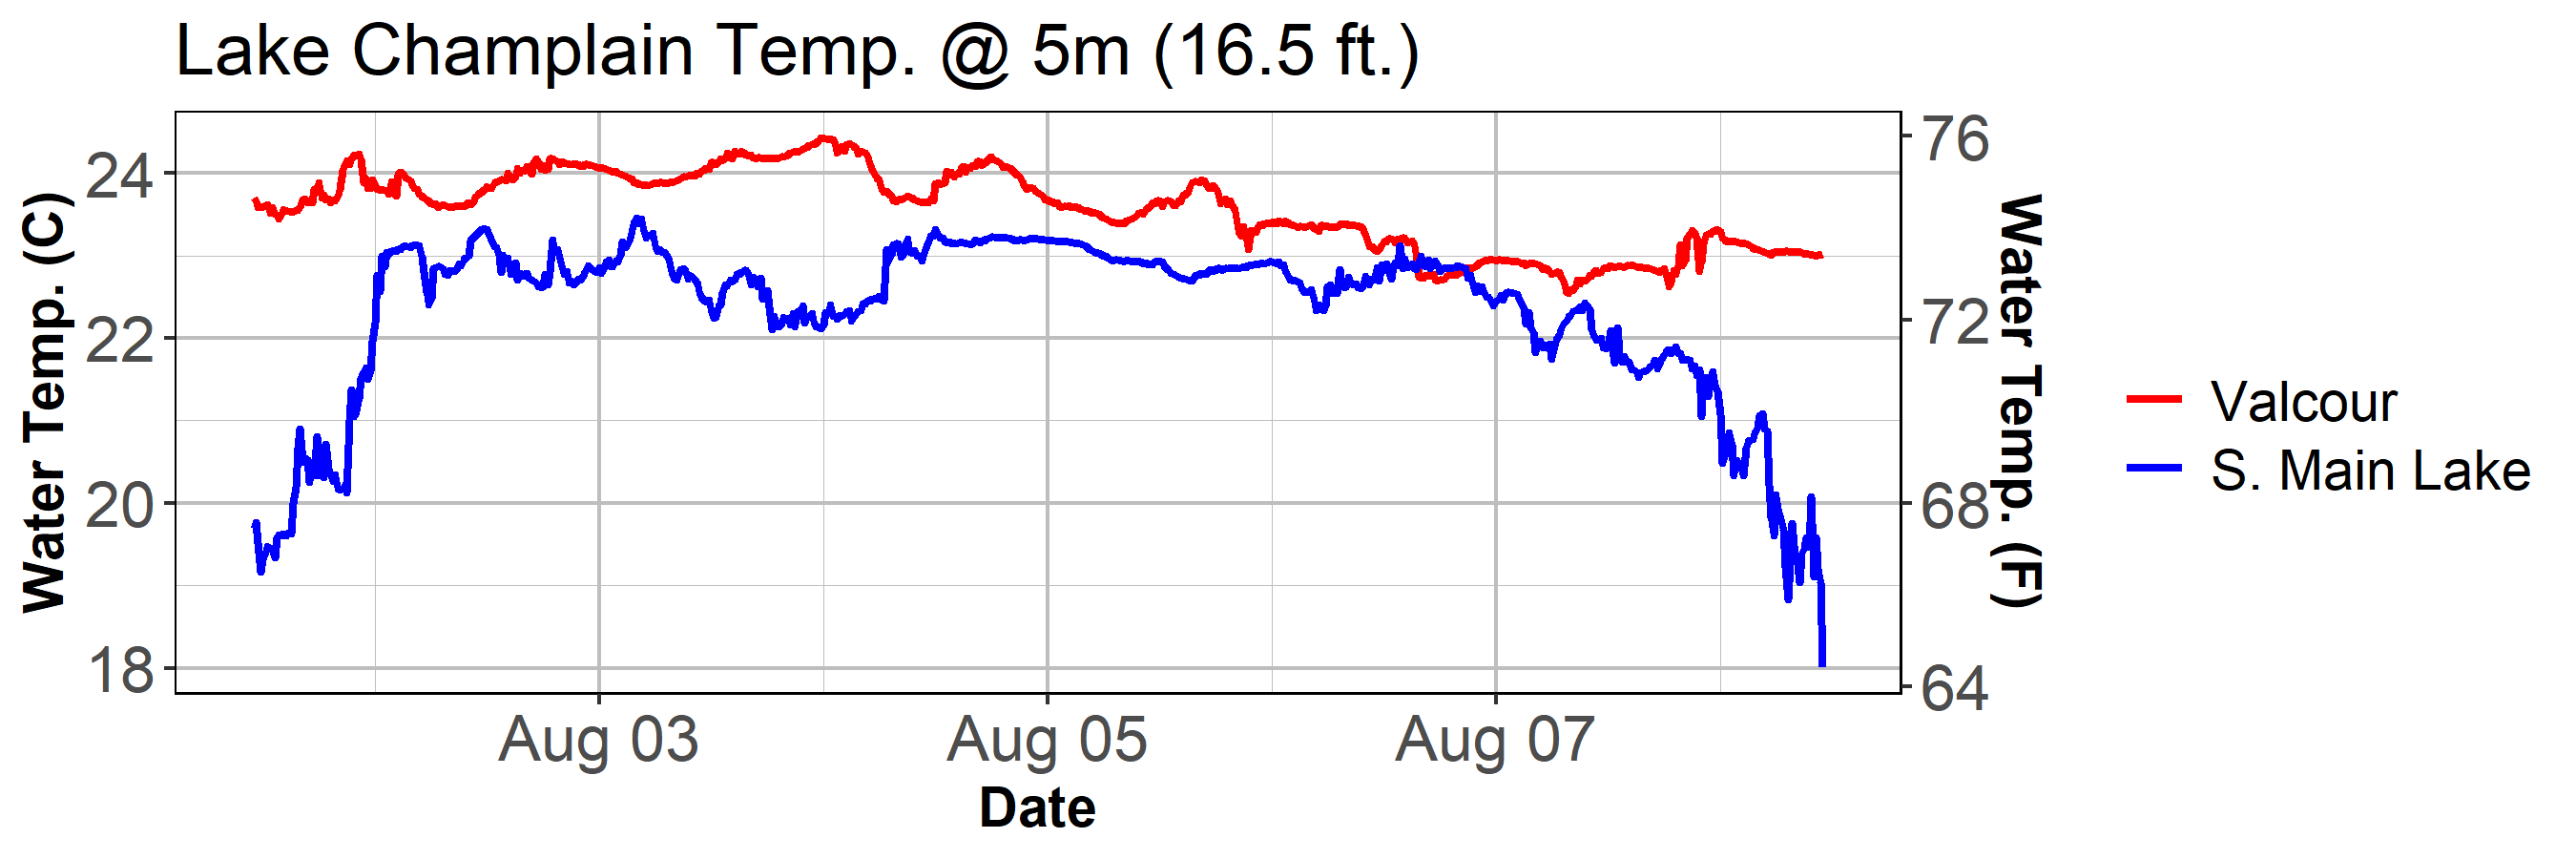 Lake Champlain Temp. @ 5m (16.5 ft.)
Water Temp. (C)
24
22
20
18
76
72
68
64
Water Temp. (F)
Aug 03
Aug 05
Aug 07
Date
Valcour
S. Main Lake